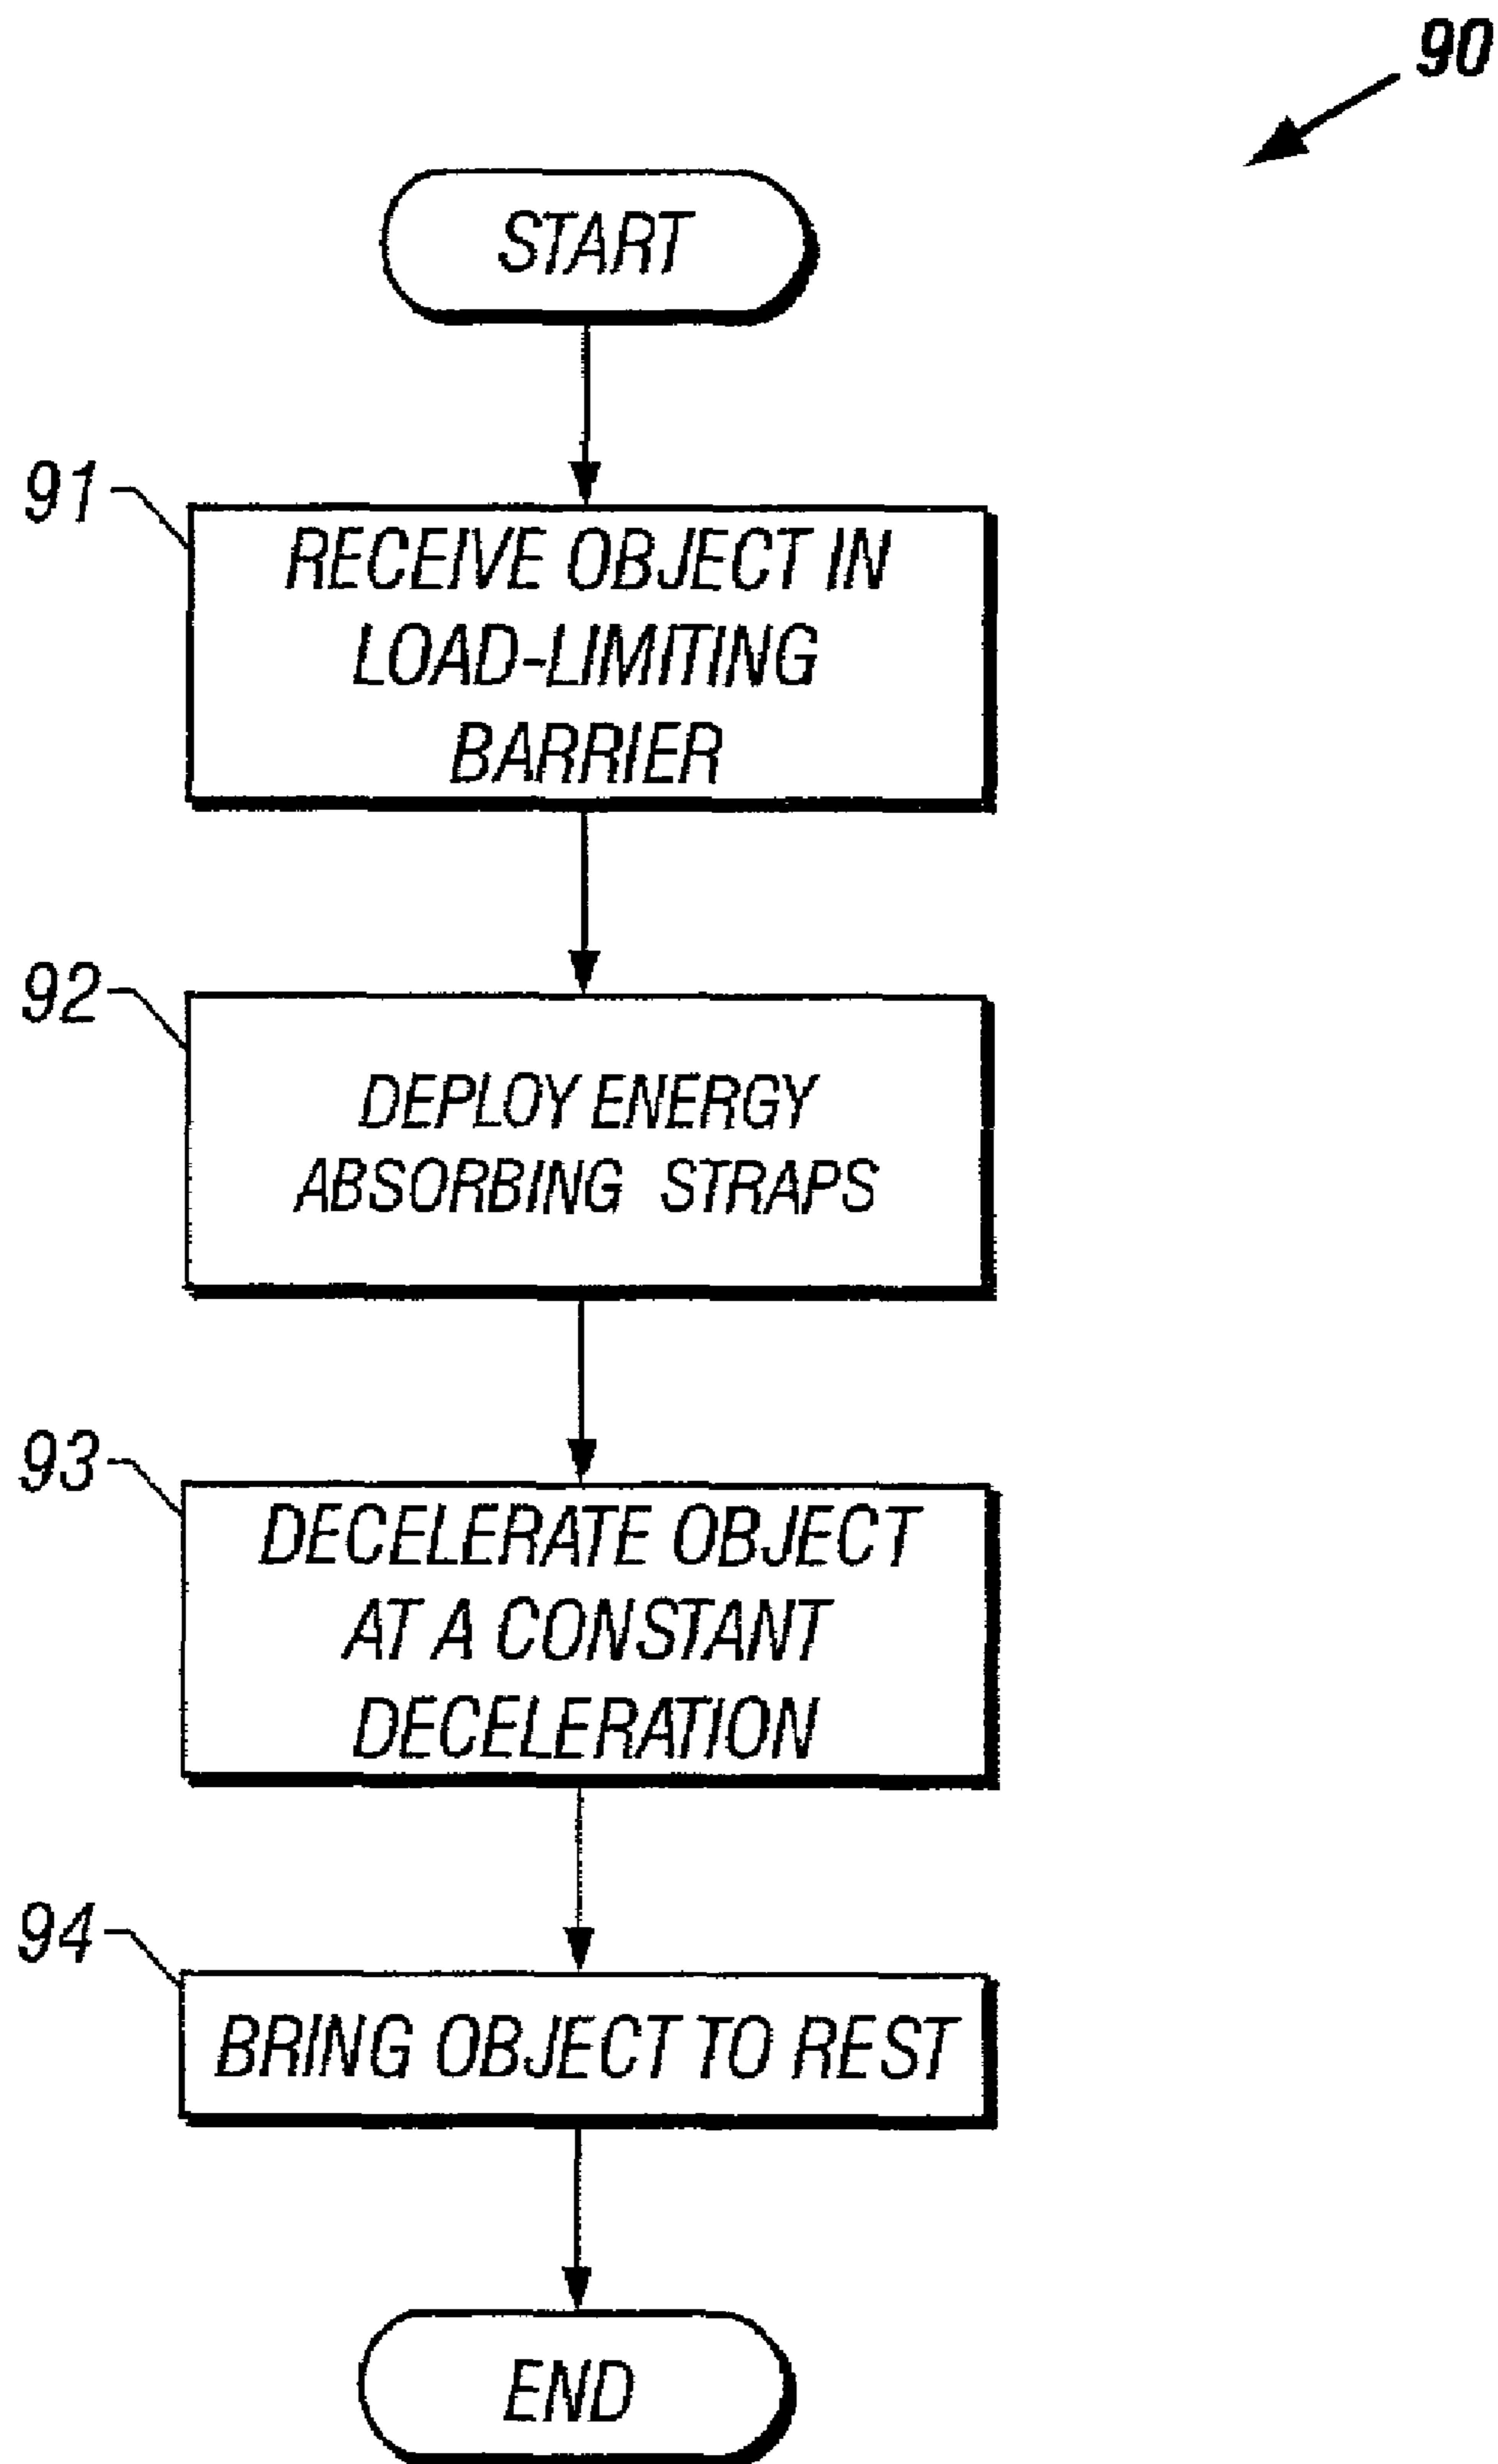 90
START
91
RECEIVE OBJECT IN
LOAD-LIMITING
BARRIER
92
DEPLOY ENERGY
ABSORBING STRAPS
93
DECELERATE OBJECT
AT A CONSTANT
DECELERATION
94
BRING OBJECT TO REST
END